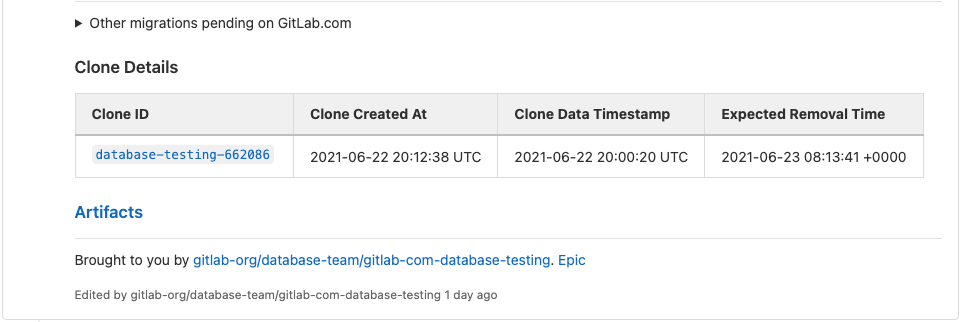 Other migrations pending on GitLab.com
Clone Details
Clone ID Clone Created At Clone Data Timestamp Expected Removal Time
database-testing-662086 2021-06-22 20:12:38 UTC 2021-06-22 20:00:20 UTC 2021-06-23 08:13:41 +0000
Artifacts
Brought to you by gitlab-org/database-team/gitlab-com-database-testing. Epic
Edited by gitlab-org/database-team/gitlab-com-database-testing 1 day ago